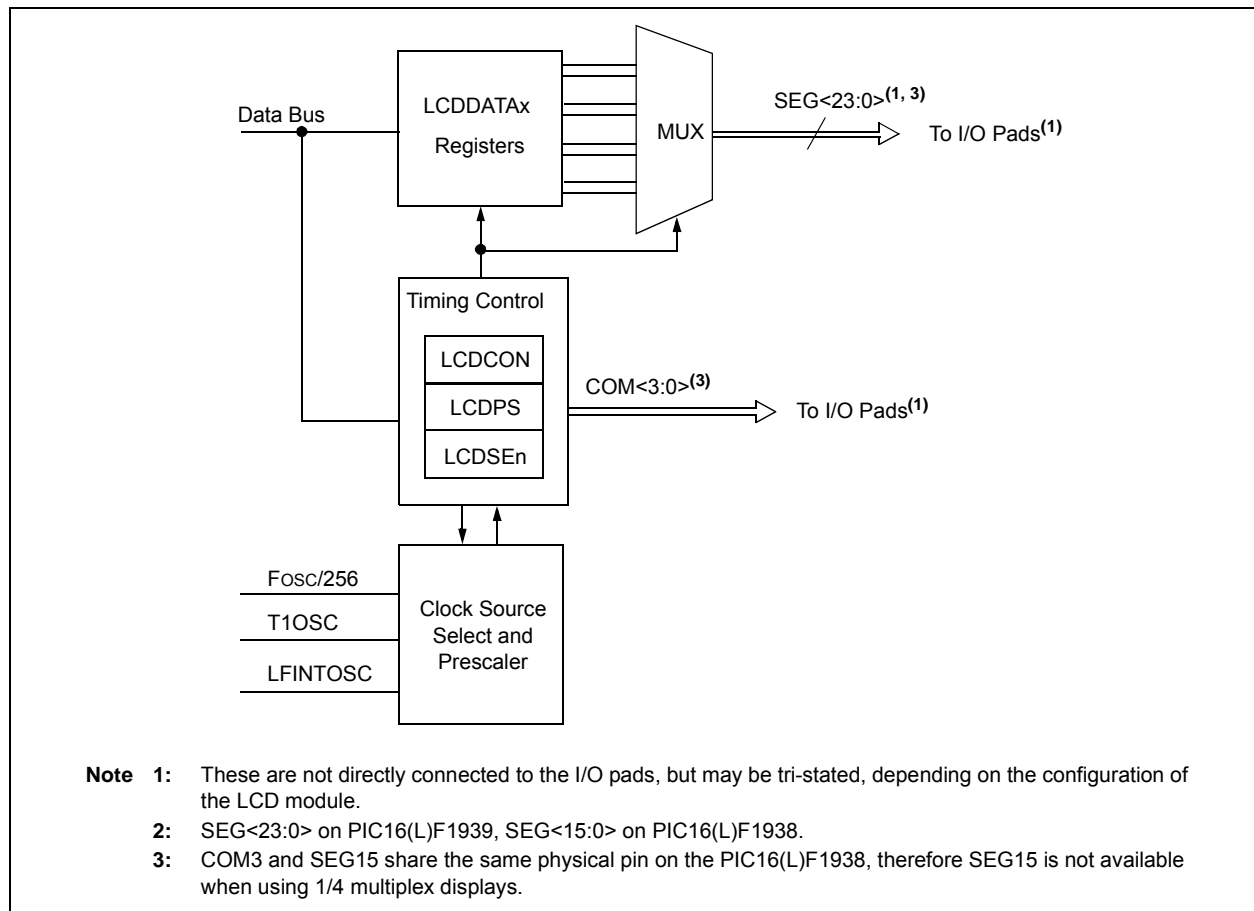 Data Bus
LCDDATAx
Registers
MUX
SEG<23:0>(1, 3)
To I/O Pads(1)
Timing Control
LCDCON
LCDPS
LCDSEn
COM<3:0>(3)
To I/O Pads(1)
FOSC/256
T1OSC
LFINTOSC
Clock Source
Select and
Prescaler
Note 1: These are not directly connected to the I/O pads, but may be tri-stated, depending on the configuration of
the LCD module.
2: SEG<23:0> on PIC16(L)F1939, SEG<15:0> on PIC16(L)F1938.
3: COM3 and SEG15 share the same physical pin on the PIC16(L)F1938, therefore SEG15 is not available
when using 1/4 multiplex displays.